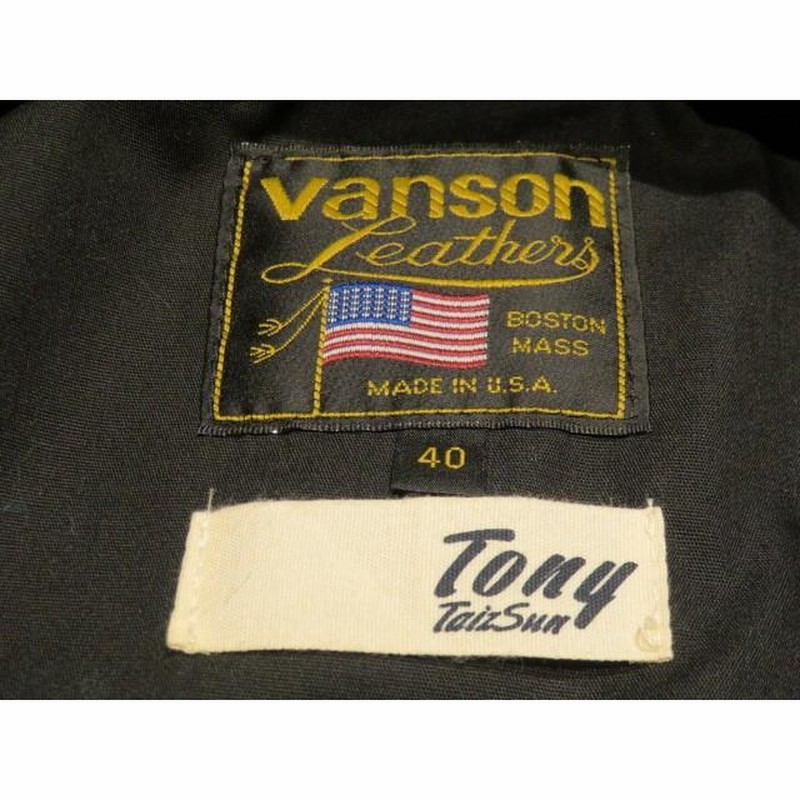 vanson
Leathers
BOSTON
MASS
MADE IN U.S.A.
40
Tony
TaizSun